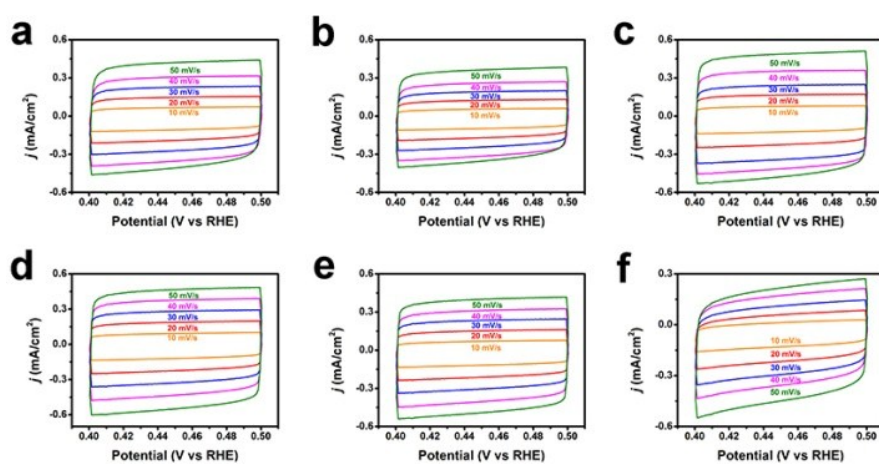 a
0.6
0.3
0.0
-0.3
-0.6
j (mA/cm²)
50 mV/s
40 mV/s
30 mV/s
20 mV/s
10 mV/s
0.40 0.42 0.44 0.46 0.48 0.50
Potential (V vs RHE)
b
0.6
0.3
0.0
-0.3
-0.6
j (mA/cm²)
50 mV/s
40 mV/s
30 mV/s
20 mV/s
10 mV/s
0.40 0.42 0.44 0.46 0.48 0.50
Potential (V vs RHE)
c
0.6
0.3
0.0
-0.3
-0.6
j (mA/cm²)
50 mV/s
40 mV/s
30 mV/s
20 mV/s
10 mV/s
0.40 0.42 0.44 0.46 0.48 0.50
Potential (V vs RHE)
d
0.6
0.3
0.0
-0.3
-0.6
j (mA/cm²)
50 mV/s
40 mV/s
30 mV/s
20 mV/s
10 mV/s
0.40 0.42 0.44 0.46 0.48 0.50
Potential (V vs RHE)
e
0.6
0.3
0.0
-0.3
-0.6
j (mA/cm²)
50 mV/s
40 mV/s
30 mV/s
20 mV/s
10 mV/s
0.40 0.42 0.44 0.46 0.48 0.50
Potential (V vs RHE)
f
0.3
0.0
-0.3
-0.6
j (mA/cm²)
10 mV/s
20 mV/s
30 mV/s
40 mV/s
50 mV/s
0.40 0.42 0.44 0.46 0.48 0.50
Potential (V vs RHE)